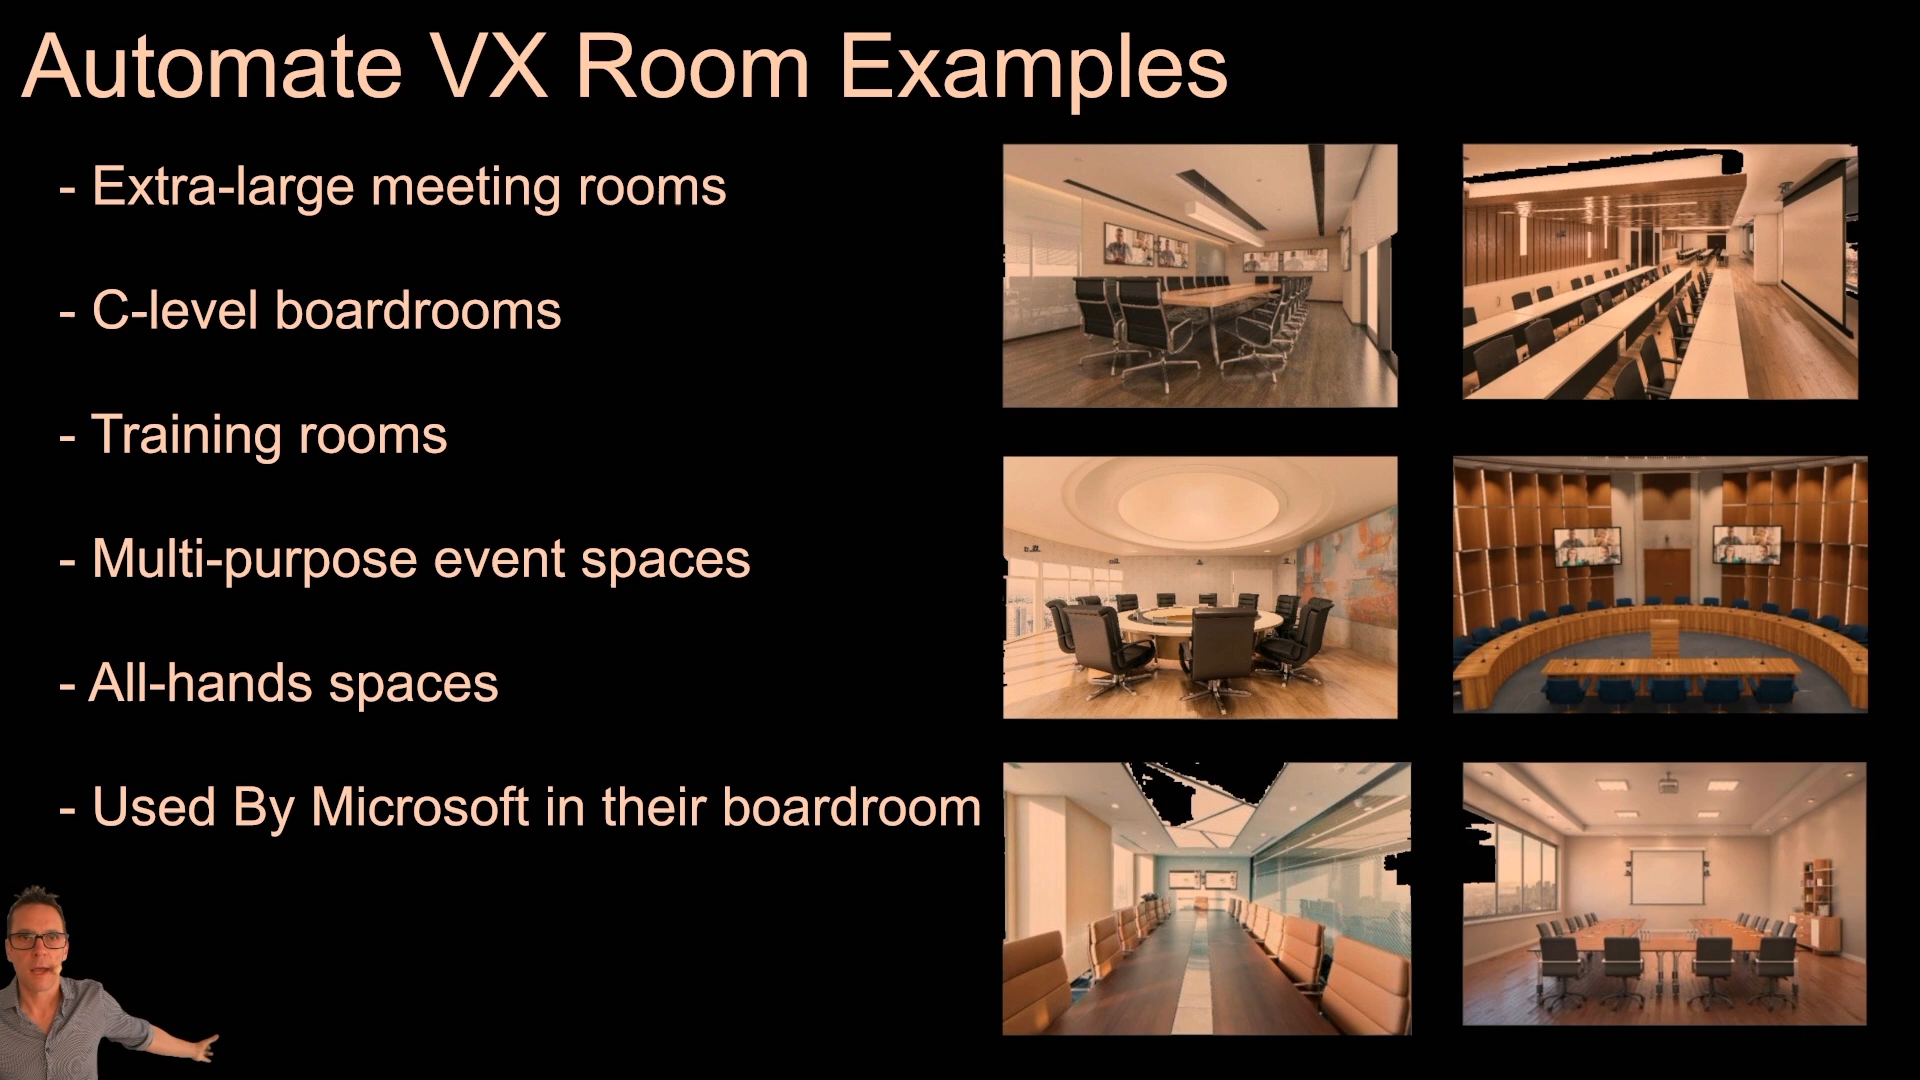 Automate VX Room Examples
- Extra-large meeting rooms
- C-level boardrooms
- Training rooms
- Multi-purpose event spaces
- All-hands spaces
- Used By Microsoft in their boardroom